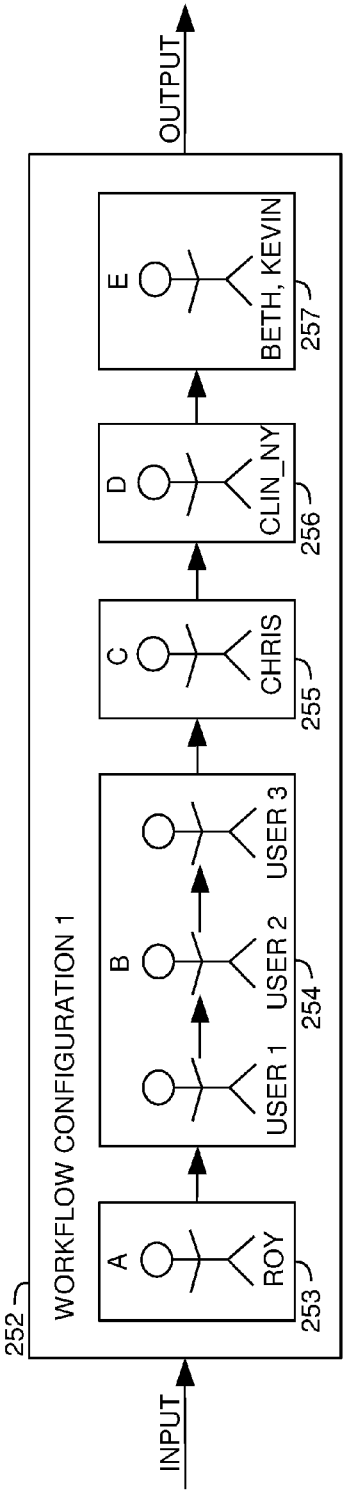 252
WORKFLOW CONFIGURATION 1
INPUT
A
ROY
253
B
USER 1
USER 2
USER 3
254
C
CHRIS
255
D
CLIN_NY
256
E
BETH, KEVIN
257
OUTPUT